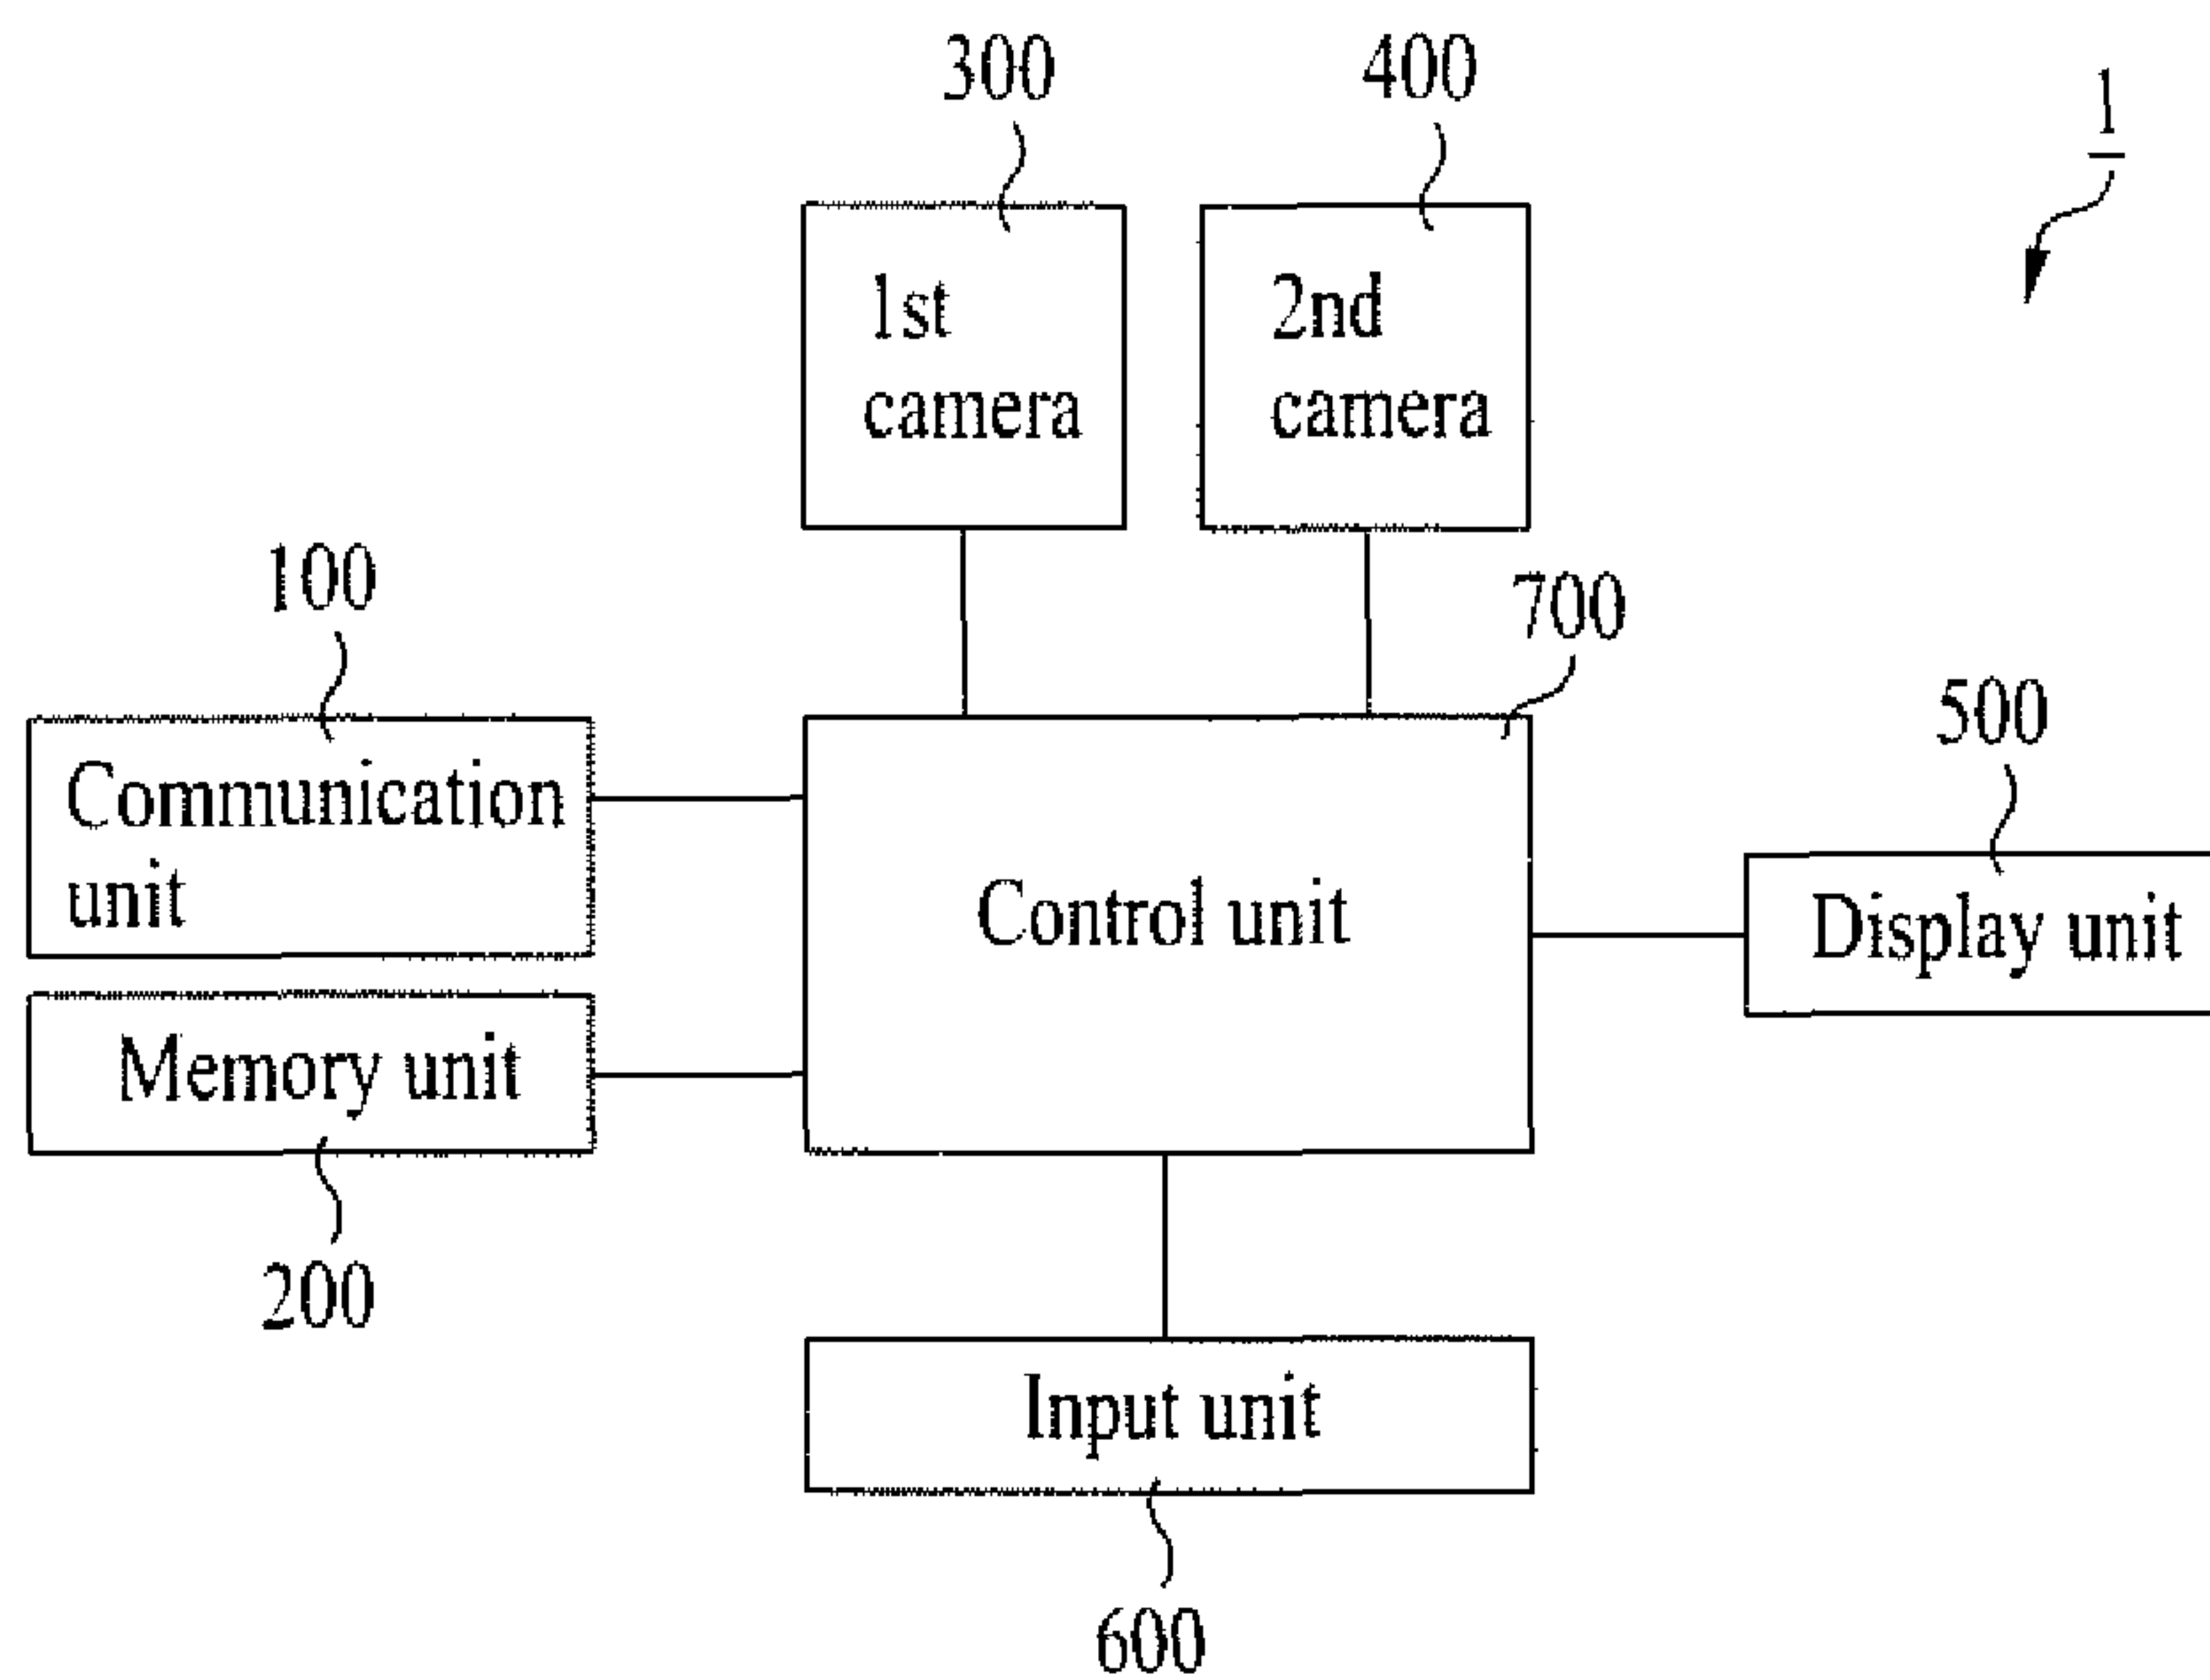 300
400
1
1st
camera
2nd
camera
100
700
500
Communication
unit
Control unit
Display unit
Memory unit
200
Input unit
600